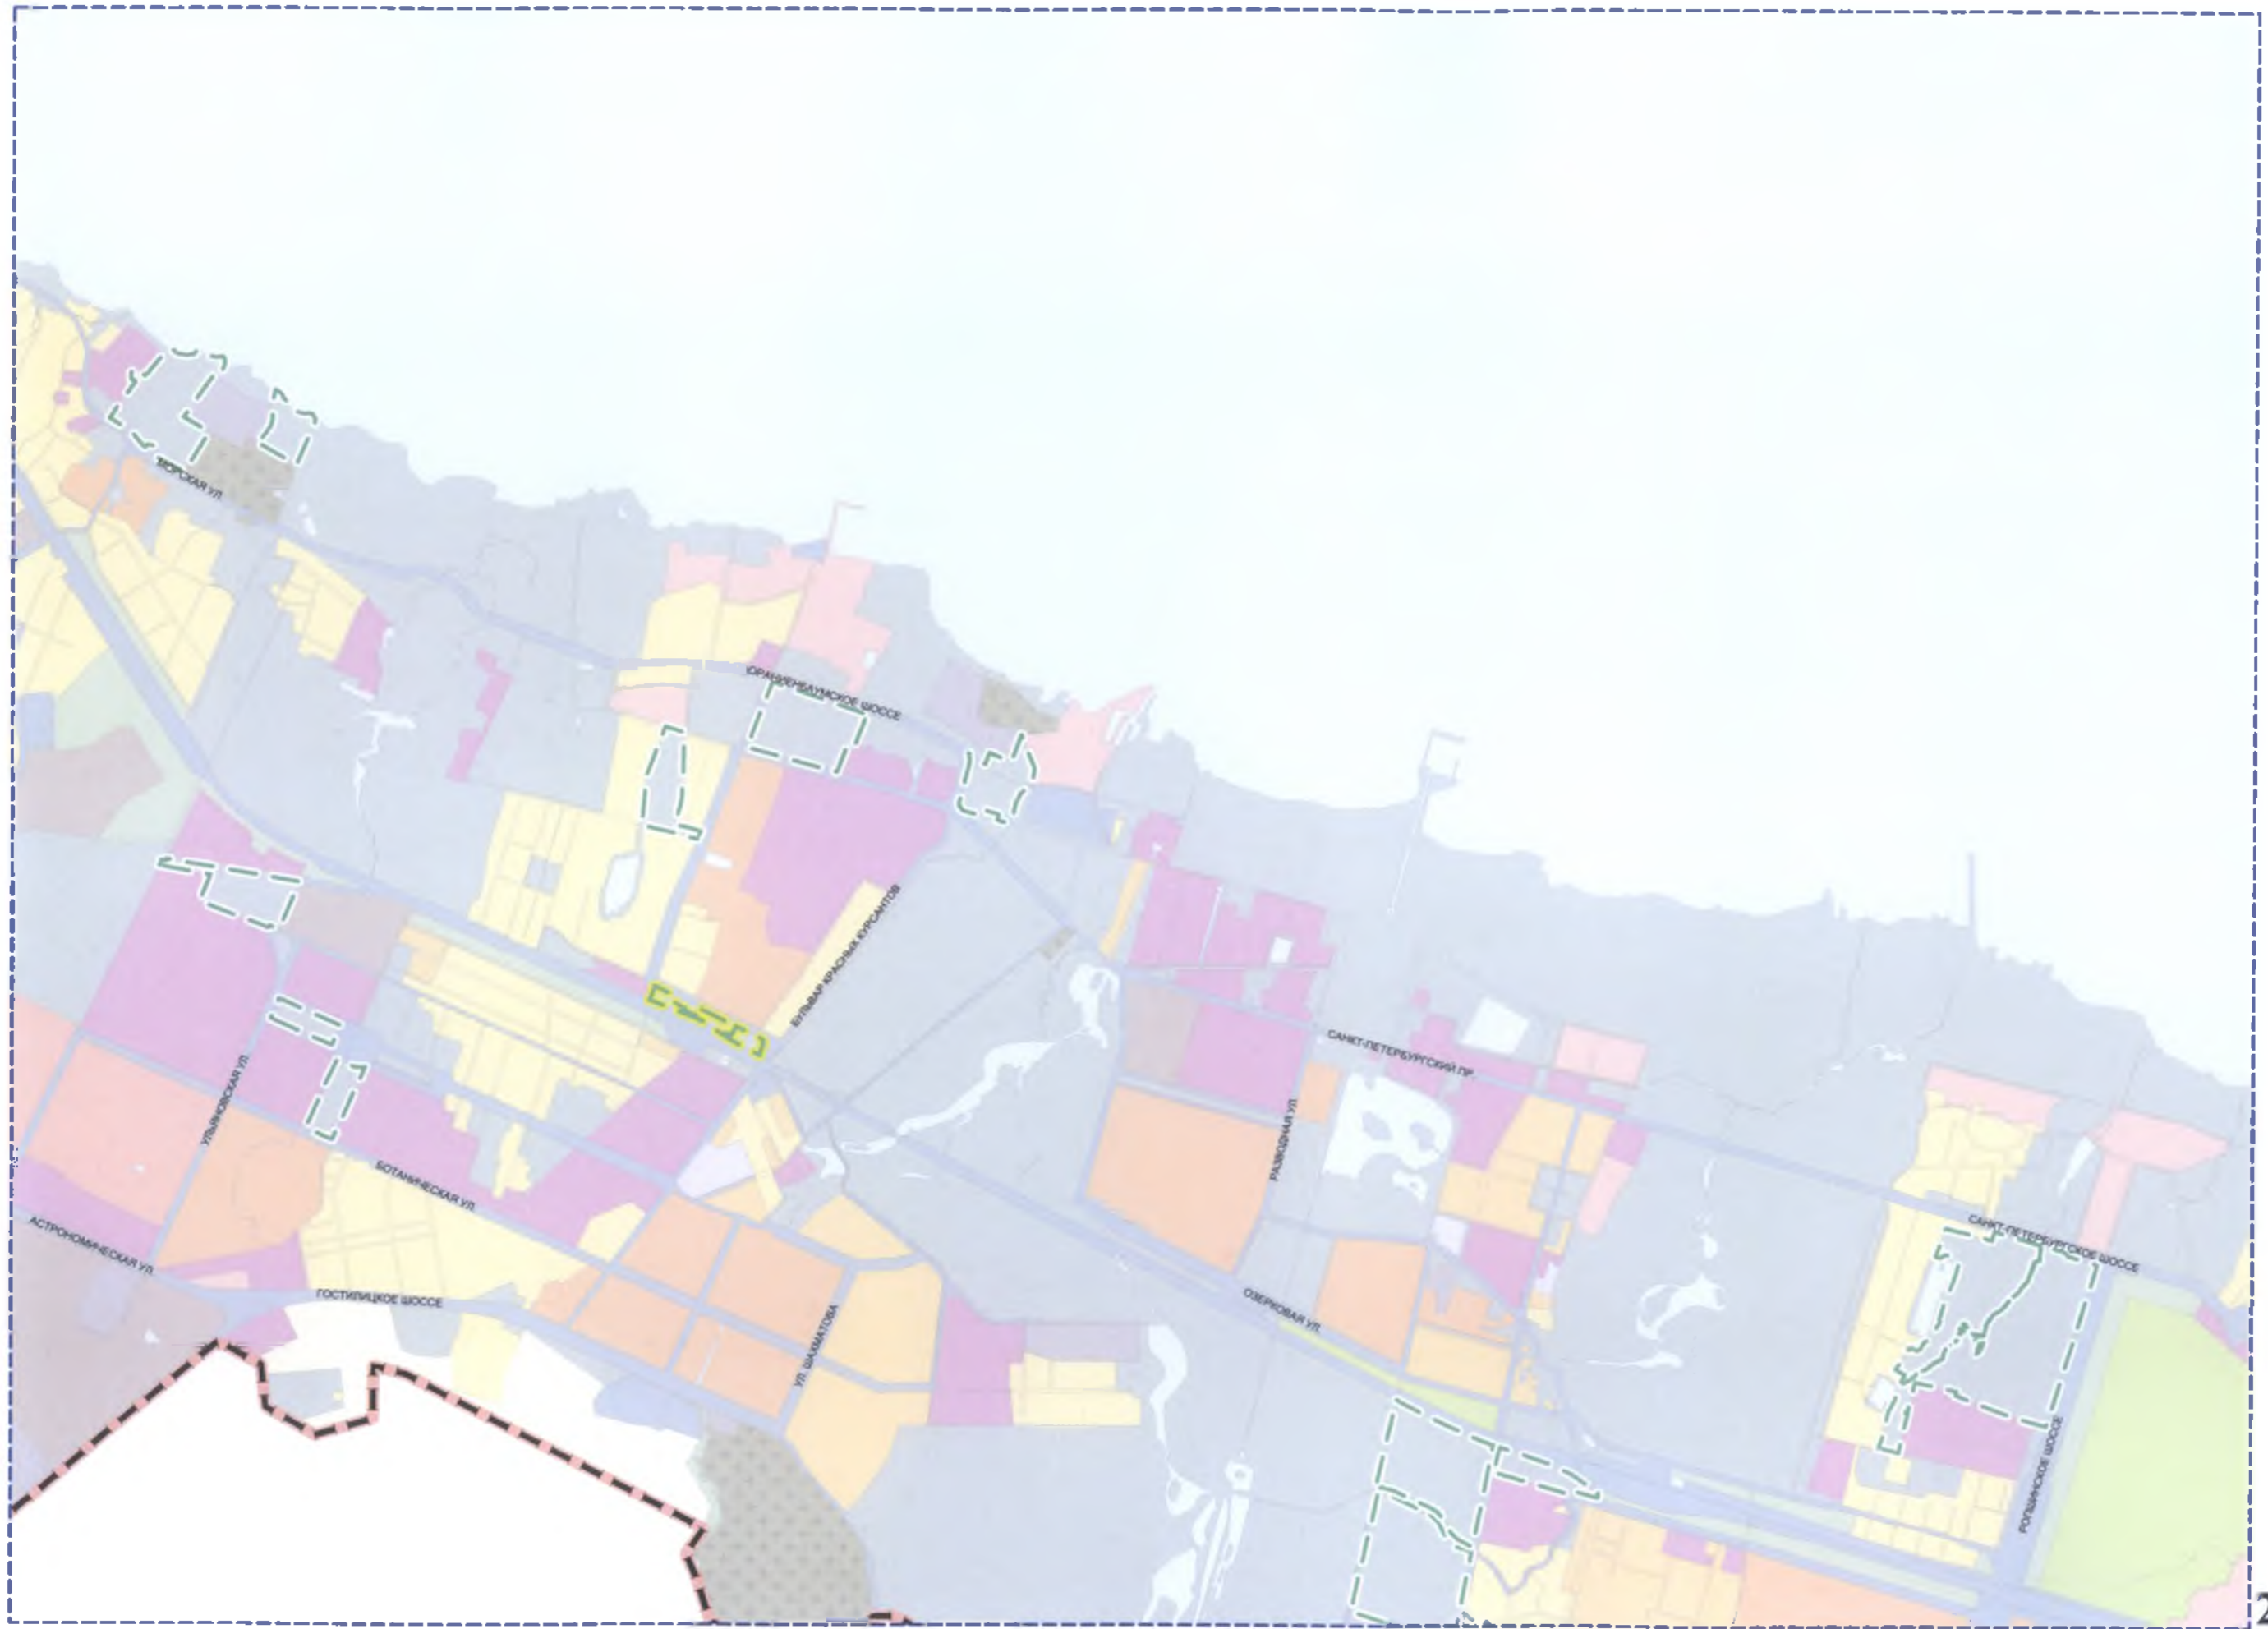 МОРСКАЯ УЛ.
ОРАНИЕНБАУМСКОЕ ШОССЕ
БУЛЬВАР КРАСНЫХ КУРСАНТОВ
САНКТ-ПЕТЕРБУРГСКИЙ ПР.
УЛЬЯНОВСКАЯ УЛ.
РАЗВОДНАЯ УЛ.
БОТАНИЧЕСКАЯ УЛ.
АСТРОНОМИЧЕСКАЯ УЛ.
САНКТ-ПЕТЕРБУРГСКОЕ ШОССЕ
ГОСТИЛИЦКОЕ ШОССЕ
ОЗЕРКОВАЯ УЛ.
УЛ. ШАХМАТОВА
РОПШИНСКОЕ ШОССЕ
2